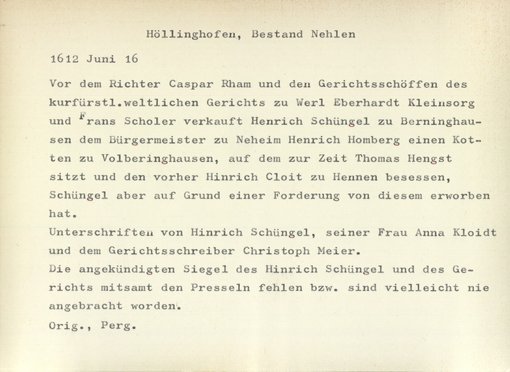 Höllinghofen, Bestand Nehlen
1612 Juni 16
Vor dem Richter Caspar Rham und den Gerichtsschöffen des
kurfürstl.weltlichen Gerichts zu Werl Eberhardt Kleinsorg
und Frans Scholer verkauft Henrich Schüngel zu Berninghau-
sen dem Bürgermeister zu Neheim Henrich Homberg einen Kot-
ten zu Volberinghausen, auf dem zur Zeit Thomas Hengst
sitzt und den vorher Hinrich Cloit zu Hennen besessen,
Schüngel aber auf Grund einer Forderung von diesem erworben
hat.
Unterschriften von Hinrich Schüngel, seiner Frau Anna Kloidt
und dem Gerichtsschreiber Christoph Meier.
Die angekündigten Siegel des Hinrich Schüngel und des Ge-
richts mitsamt den Presseln fehlen bzw. sind vielleicht nie
angebracht worden.
Orig., Perg.